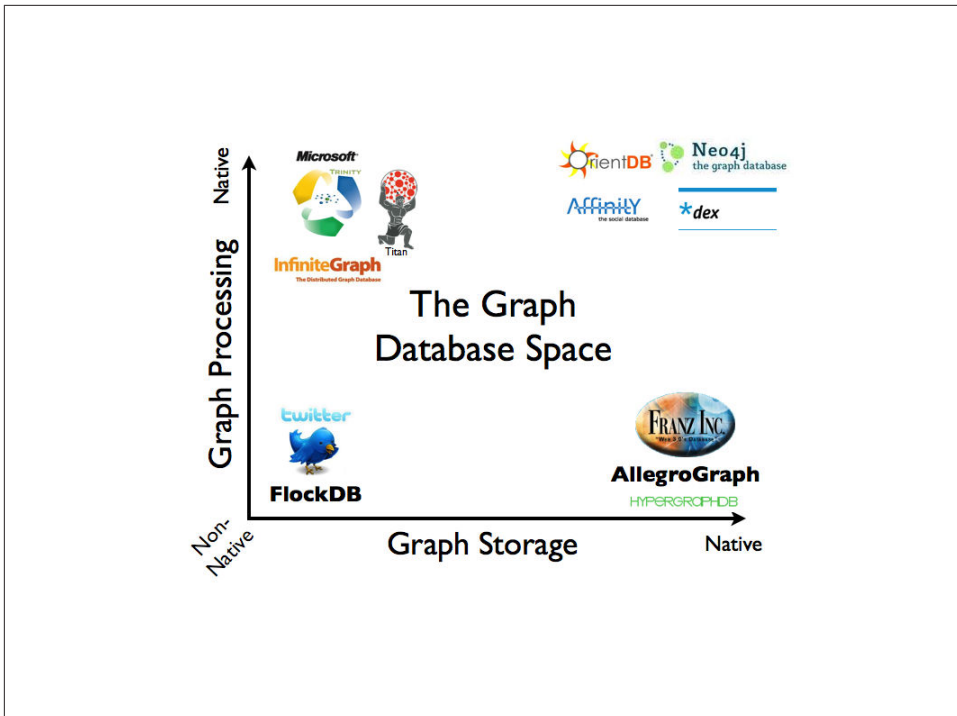 Microsoft
TRINITY
Titan
InfiniteGraph
The Distributed Graph Database
OrientDB
Neo4j
the graph database
AffinitY
the social database
*dex
The Graph
Database Space
Native
Graph Processing
twitter
FlockDB
FRANZ INC.
AllegroGraph
HYPERGRAPHDB
Non-
Native
Graph Storage
Native